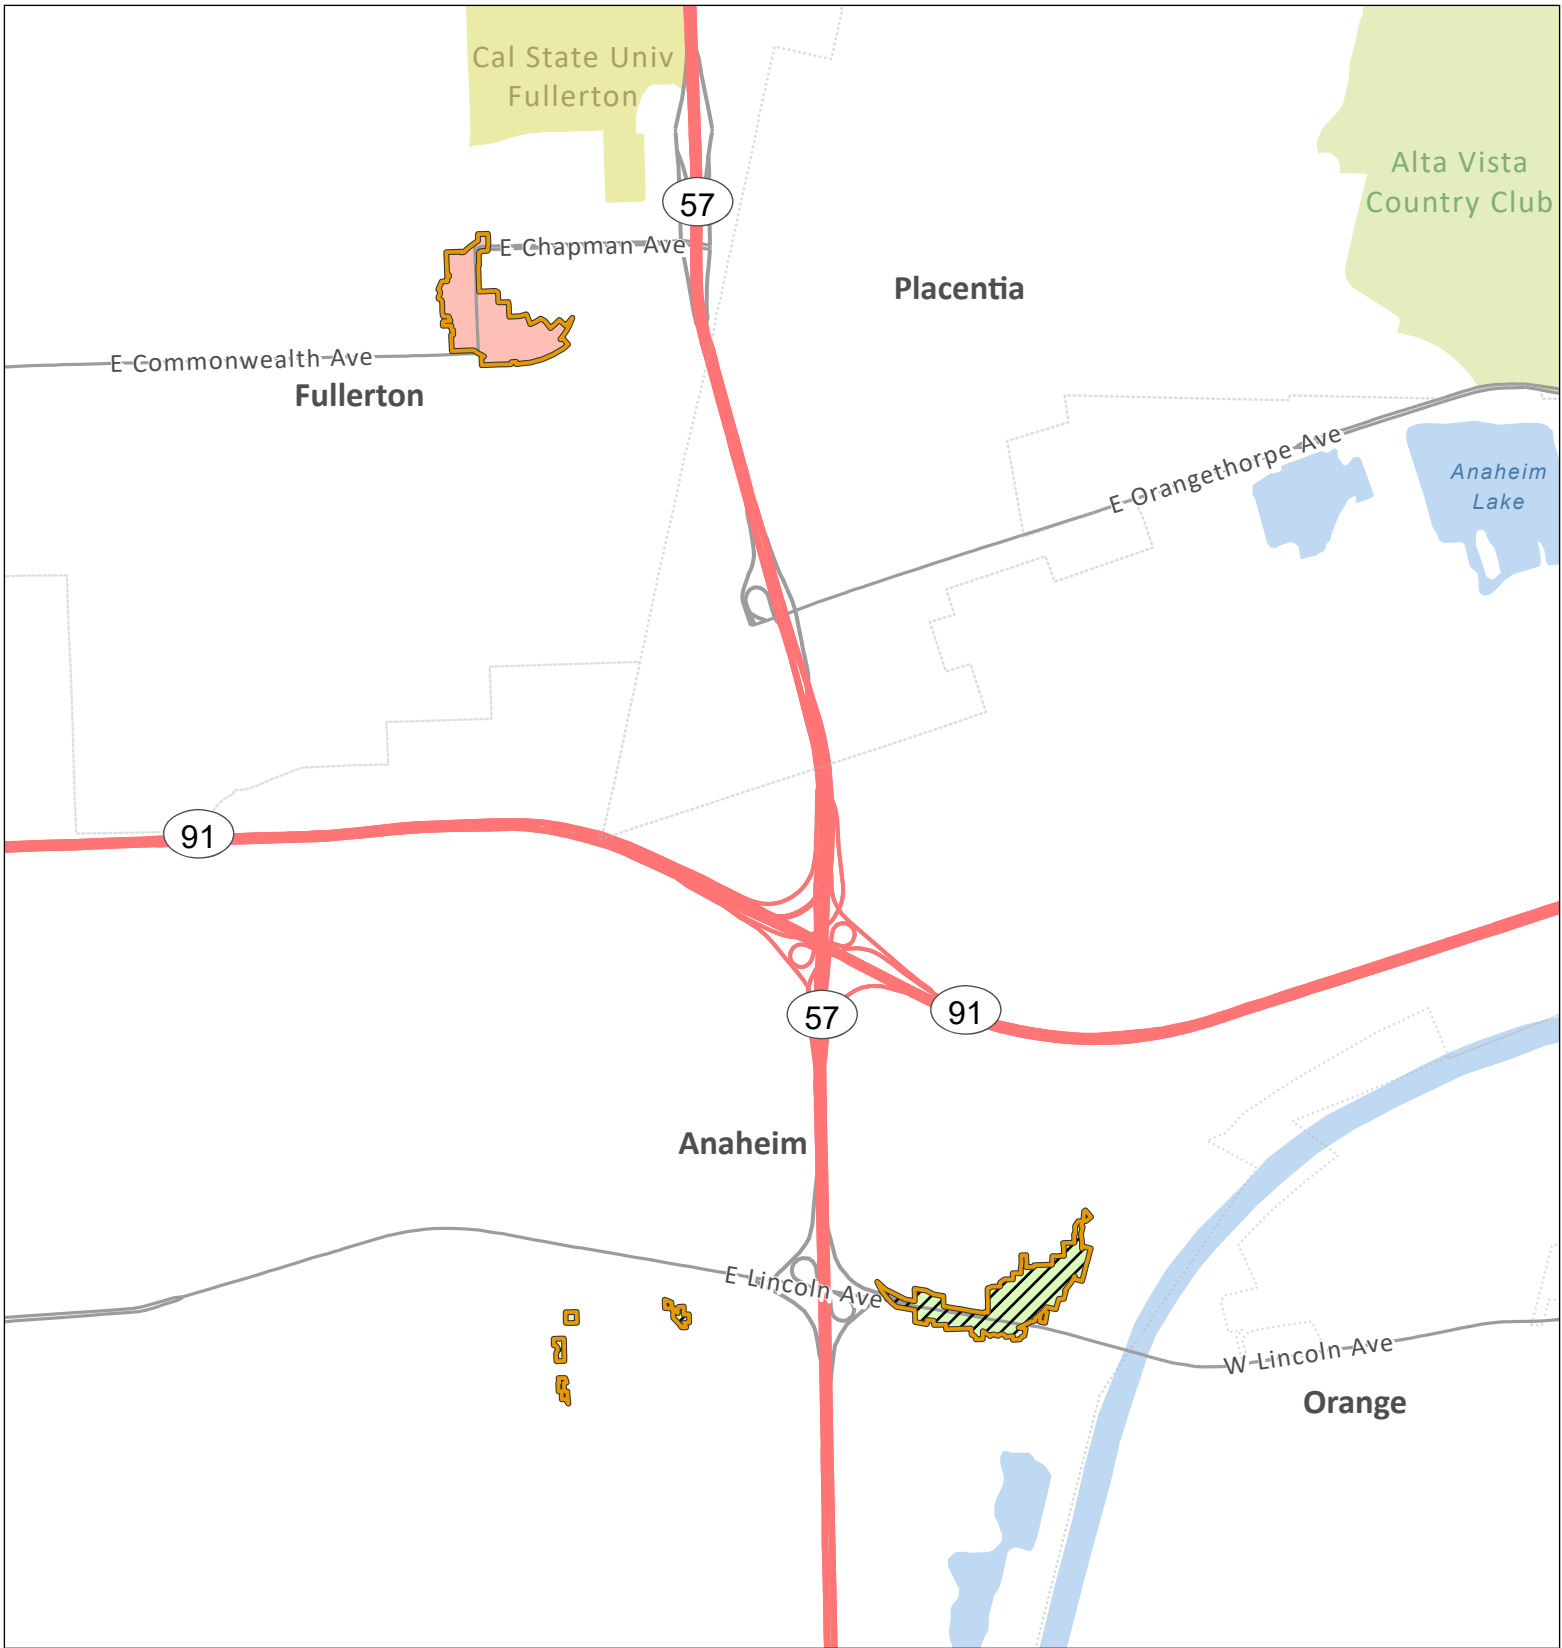 Cal State Univ
Fullerton
Alta Vista
Country Club
57
E Chapman Ave
Placentia
E Commonwealth Ave
Fullerton
E Orangethorpe Ave
Anaheim
Lake
91
57
91
Anaheim
E Lincoln Ave
W Lincoln Ave
Orange